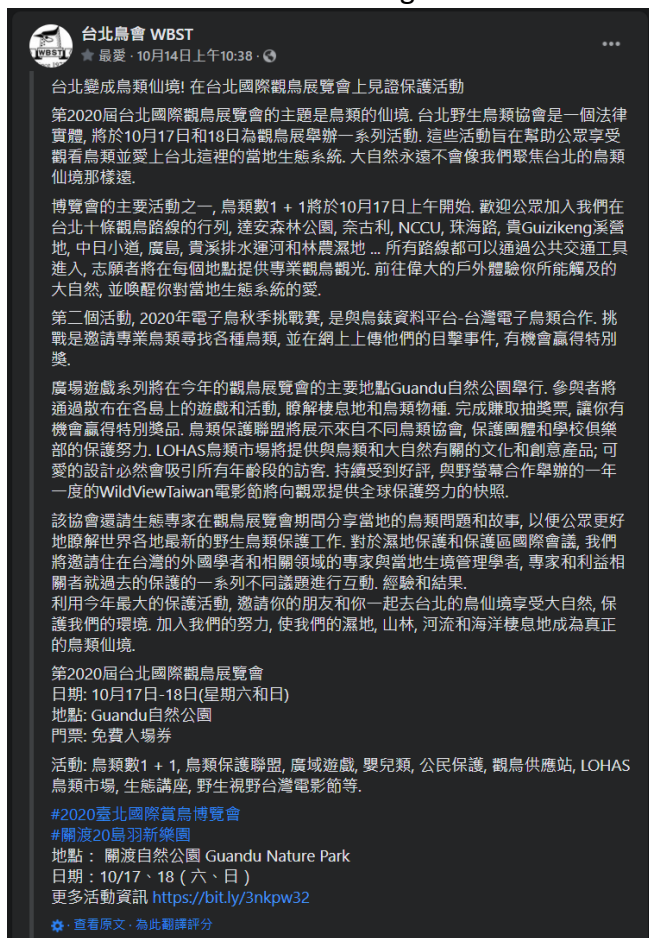 台北鳥會 WBST
WBST
最愛 · 10月14日上午10:38 ·
台北變成鳥類仙境! 在台北國際觀鳥展覽會上見證保護活動
第2020屆台北國際觀鳥展覽會的主題是鳥類的仙境. 台北野生鳥類協會是一個法律
實體, 將於10月17日和18日為觀鳥展舉辦一系列活動. 這些活動旨在幫助公眾享受
觀看鳥類並愛上台北這裡的當地生態系統. 大自然永遠不會像我們聚焦台北的鳥類
仙境那樣遠.
博覽會的主要活動之一, 鳥類數1 + 1將於10月17日上午開始. 歡迎公眾加入我們在
台北十條觀鳥路線的行列, 達安森林公園, 奈古利, NCCU, 珠海路, 貴Guizikeng溪營
地, 中日小道, 廣島, 貴溪排水運河和林農濕地 ... 所有路線都可以通過公共交通工具
進入, 志願者將在每個地點提供專業觀鳥觀光. 前往偉大的戶外體驗你所能觸及的
大自然, 並喚醒你對當地生態系統的愛.
第二個活動, 2020年電子鳥秋季挑戰賽, 是與鳥錶資料平台-台灣電子鳥類合作. 挑
戰是邀請專業鳥類尋找各種鳥類, 並在網上上傳他們的目擊事件, 有機會贏得特別
獎.
廣場遊戲系列將在今年的觀鳥展覽會的主要地點Guandu自然公園舉行. 參與者將
通過散布在各島上的遊戲和活動, 瞭解棲息地和鳥類物種. 完成賺取抽獎票, 讓你有
機會贏得特別獎品. 鳥類保護聯盟將展示來自不同鳥類協會, 保護團體和學校俱樂
部的保護努力. LOHAS鳥類市場將提供與鳥類和大自然有關的文化和創意產品; 可
愛的設計必然會吸引所有年齡段的訪客. 持續受到好評, 與野螢幕合作舉辦的一年
一度的WildViewTaiwan電影節將向觀眾提供全球保護努力的快照.
該協會還請生態專家在觀鳥展覽會期間分享當地的鳥類問題和故事, 以便公眾更好
地瞭解世界各地最新的野生鳥類保護工作. 對於濕地保護和保護區國際會議, 我們
將邀請住在台灣的外國學者和相關領域的專家與當地生境管理學者, 專家和利益相
關者就過去的保護的一系列不同議題進行互動. 經驗和結果.
利用今年最大的保護活動, 邀請你的朋友和你一起去台北的鳥仙境享受大自然, 保
護我們的環境. 加入我們的努力, 使我們的濕地, 山林, 河流和海洋棲息地成為真正
的鳥類仙境.
第2020屆台北國際觀鳥展覽會
日期: 10月17日-18日(星期六和日)
地點: Guandu自然公園
門票: 免費入場券
活動: 鳥類數1 + 1, 鳥類保護聯盟, 廣域遊戲, 嬰兒類, 公民保護, 觀鳥供應站, LOHAS
鳥類市場, 生態講座, 野生視野台灣電影節等.
#2020臺北國際賞鳥博覽會
#關渡20島羽新樂園
地點： 關渡自然公園 Guandu Nature Park
日期：10/17、18（六、日）
更多活動資訊 https://bit.ly/3nkpw32
· 查看原文 · 為此翻譯評分